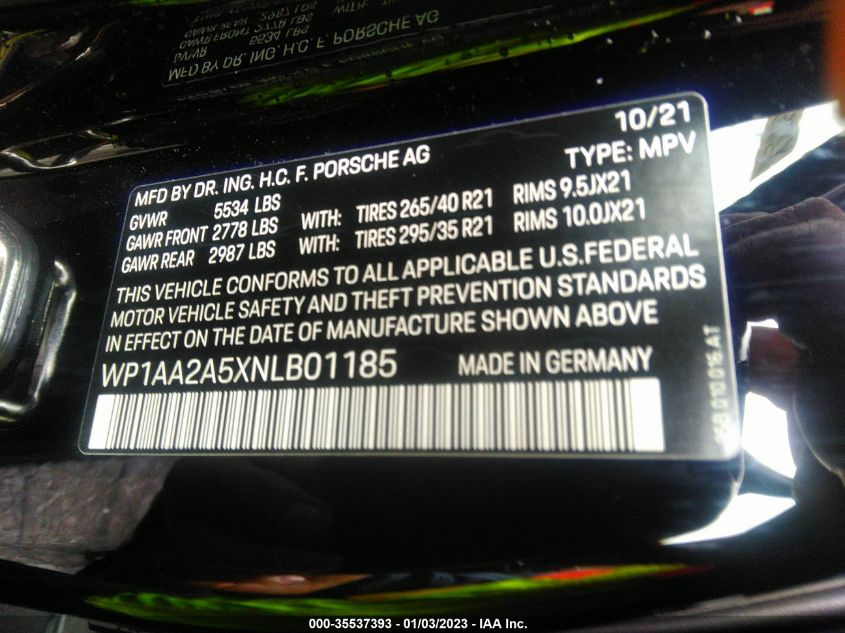 10/21
MFD BY DR. ING. H.C. F. PORSCHE AG TYPE: MPV
GVWR 5534 LBS
GAWR FRONT 2778 LBS WITH: TIRES 265/40 R21 RIMS 9.5JX21
GAWR REAR 2987 LBS WITH: TIRES 295/35 R21 RIMS 10.0JX21
THIS VEHICLE CONFORMS TO ALL APPLICABLE U.S.FEDERAL
MOTOR VEHICLE SAFETY AND THEFT PREVENTION STANDARDS
IN EFFECT ON THE DATE OF MANUFACTURE SHOWN ABOVE
WP1AA2A5XNLB01185 MADE IN GERMANY
010 016 AT
000-35537393 - 01/03/2023 - IAA Inc.